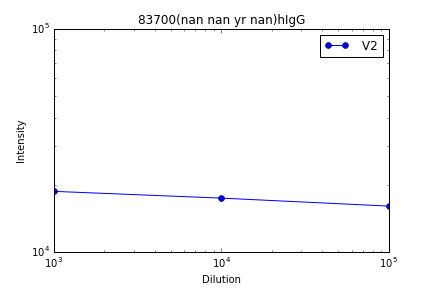 83700(nan nan yr nan)hIgG
V2
10^5
Intensity
10^4
10^3 10^4 10^5
Dilution